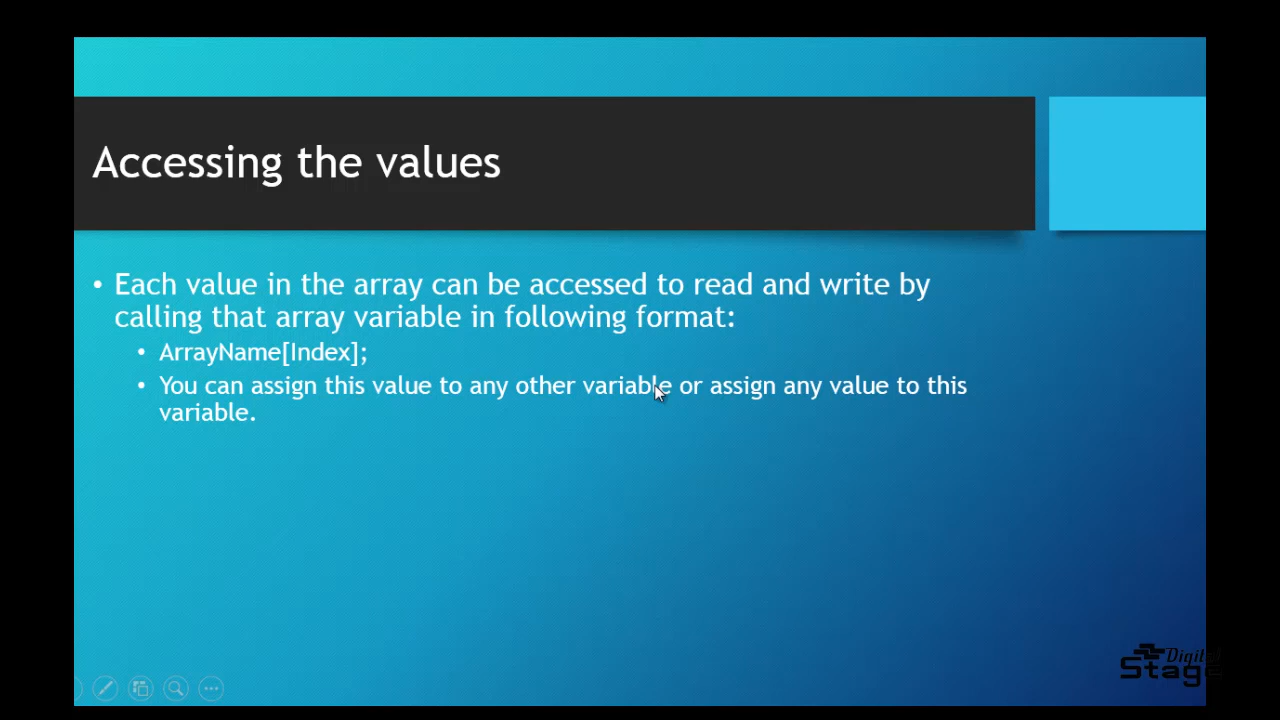 Accessing the values
• Each value in the array can be accessed to read and write by
calling that array variable in following format:
• ArrayName[Index];
• You can assign this value to any other variable or assign any value to this
variable.
Digital
Stage